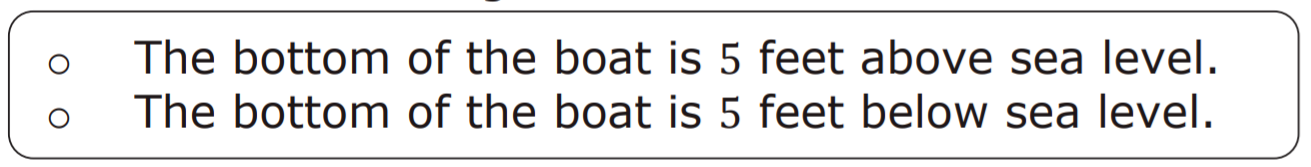 ○ The bottom of the boat is 5 feet above sea level.
○ The bottom of the boat is 5 feet below sea level.